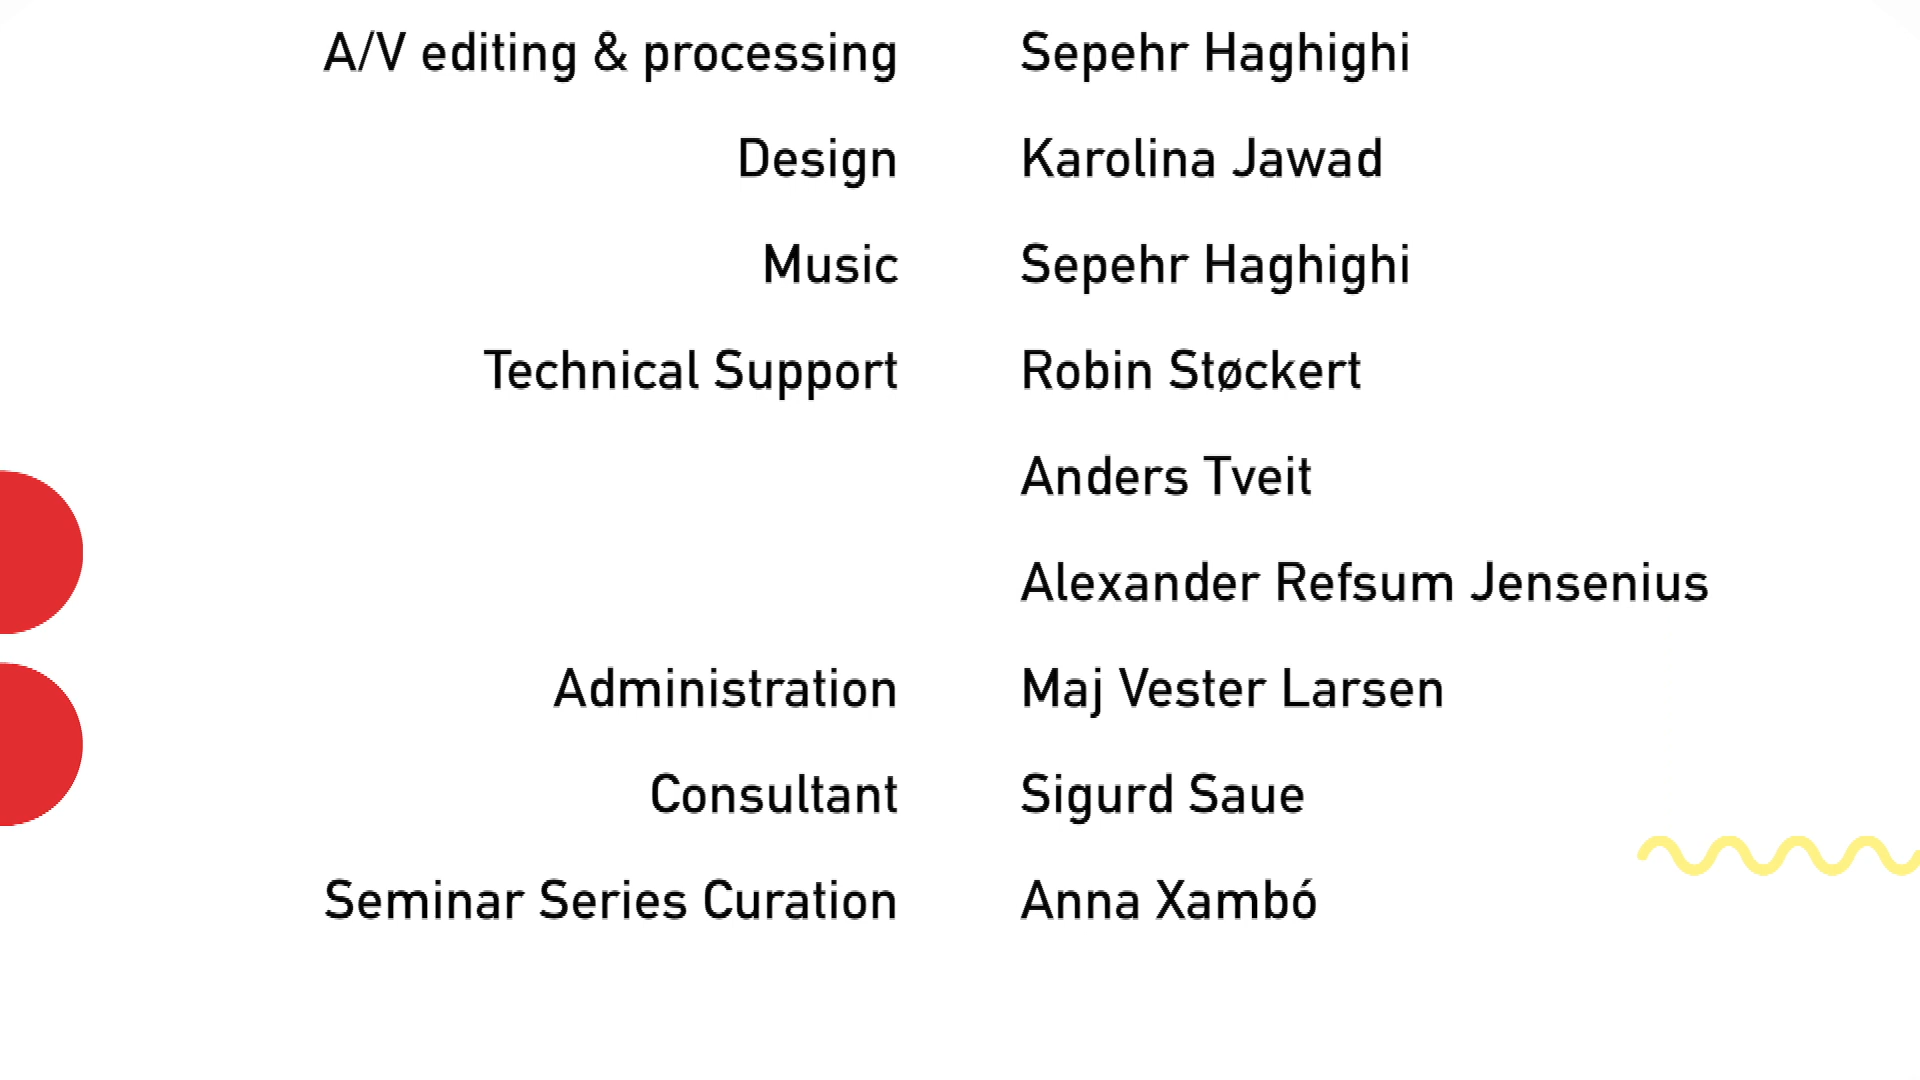 A/V editing & processing Sepehr Haghighi
Design Karolina Jawad
Music Sepehr Haghighi
Technical Support Robin Støckert
Anders Tveit
Alexander Refsum Jensenius
Administration Maj Vester Larsen
Consultant Sigurd Saue
Seminar Series Curation Anna Xambó